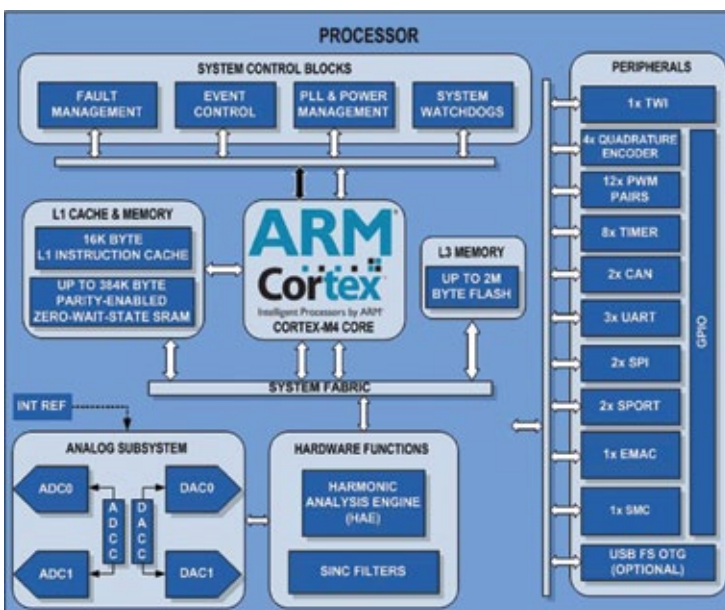 PROCESSOR
SYSTEM CONTROL BLOCKS
FAULT
MANAGEMENT
EVENT
CONTROL
PLL & POWER
MANAGEMENT
SYSTEM
WATCHDOGS
L1 CACHE & MEMORY
16K BYTE
L1 INSTRUCTION CACHE
UP TO 384K BYTE
PARITY-ENABLED
ZERO-WAIT-STATE SRAM
ARM®
Cortex
Intelligent Processors by ARM®
CORTEX-M4 CORE
L3 MEMORY
UP TO 2M
BYTE FLASH
SYSTEM FABRIC
INT REF
ANALOG SUBSYSTEM
ADC0
ADCC
DACC
DAC0
ADC1
DAC1
HARDWARE FUNCTIONS
HARMONIC
ANALYSIS ENGINE
(HAE)
SINC FILTERS
PERIPHERALS
1x TWI
4x QUADRATURE
ENCODER
12x PWM
PAIRS
8x TIMER
2x CAN
3x UART
2x SPI
2x SPORT
1x EMAC
1x SMC
GPIO
USB FS OTG
(OPTIONAL)